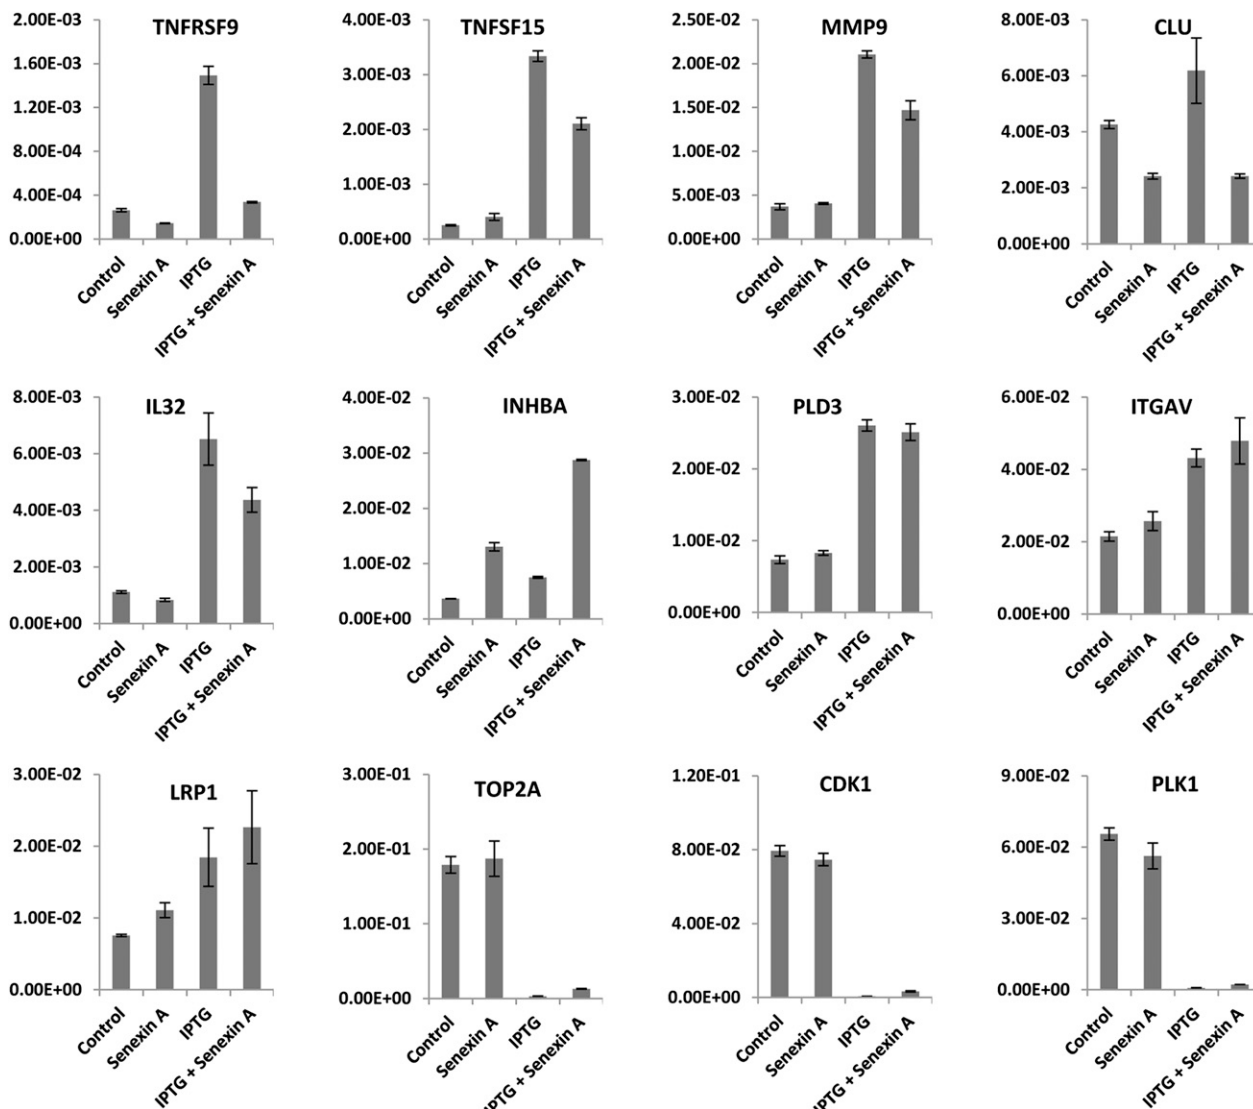 TNFRSF9
2.00E-03
1.60E-03
1.20E-03
8.00E-04
4.00E-04
0.00E+00
Control
Senexin A
IPTG
IPTG + Senexin A
TNFSF15
4.00E-03
3.00E-03
2.00E-03
1.00E-03
0.00E+00
Control
Senexin A
IPTG
IPTG + Senexin A
MMP9
2.50E-02
2.00E-02
1.50E-02
1.00E-02
5.00E-03
0.00E+00
Control
Senexin A
IPTG
IPTG + Senexin A
CLU
8.00E-03
6.00E-03
4.00E-03
2.00E-03
0.00E+00
Control
Senexin A
IPTG
IPTG + Senexin A
IL32
8.00E-03
6.00E-03
4.00E-03
2.00E-03
0.00E+00
Control
Senexin A
IPTG
IPTG + Senexin A
INHBA
4.00E-02
3.00E-02
2.00E-02
1.00E-02
0.00E+00
Control
Senexin A
IPTG
IPTG + Senexin A
PLD3
3.00E-02
2.00E-02
1.00E-02
0.00E+00
Control
Senexin A
IPTG
IPTG + Senexin A
ITGAV
6.00E-02
4.00E-02
2.00E-02
0.00E+00
Control
Senexin A
IPTG
IPTG + Senexin A
LRP1
3.00E-02
2.00E-02
1.00E-02
0.00E+00
Control
Senexin A
IPTG
IPTG + Senexin A
TOP2A
3.00E-01
2.00E-01
1.00E-01
0.00E+00
Control
Senexin A
IPTG
IPTG + Senexin A
CDK1
1.20E-01
8.00E-02
4.00E-02
0.00E+00
Control
Senexin A
IPTG
IPTG + Senexin A
PLK1
9.00E-02
6.00E-02
3.00E-02
0.00E+00
Control
Senexin A
IPTG
IPTG + Senexin A